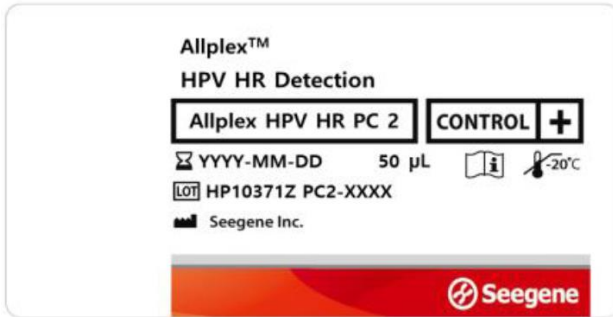 Allplex™
HPV HR Detection
Allplex HPV HR PC 2 CONTROL +
YYYY-MM-DD 50 µL -20°C
LOT HP10371Z PC2-XXXX
Seegene Inc.
Seegene